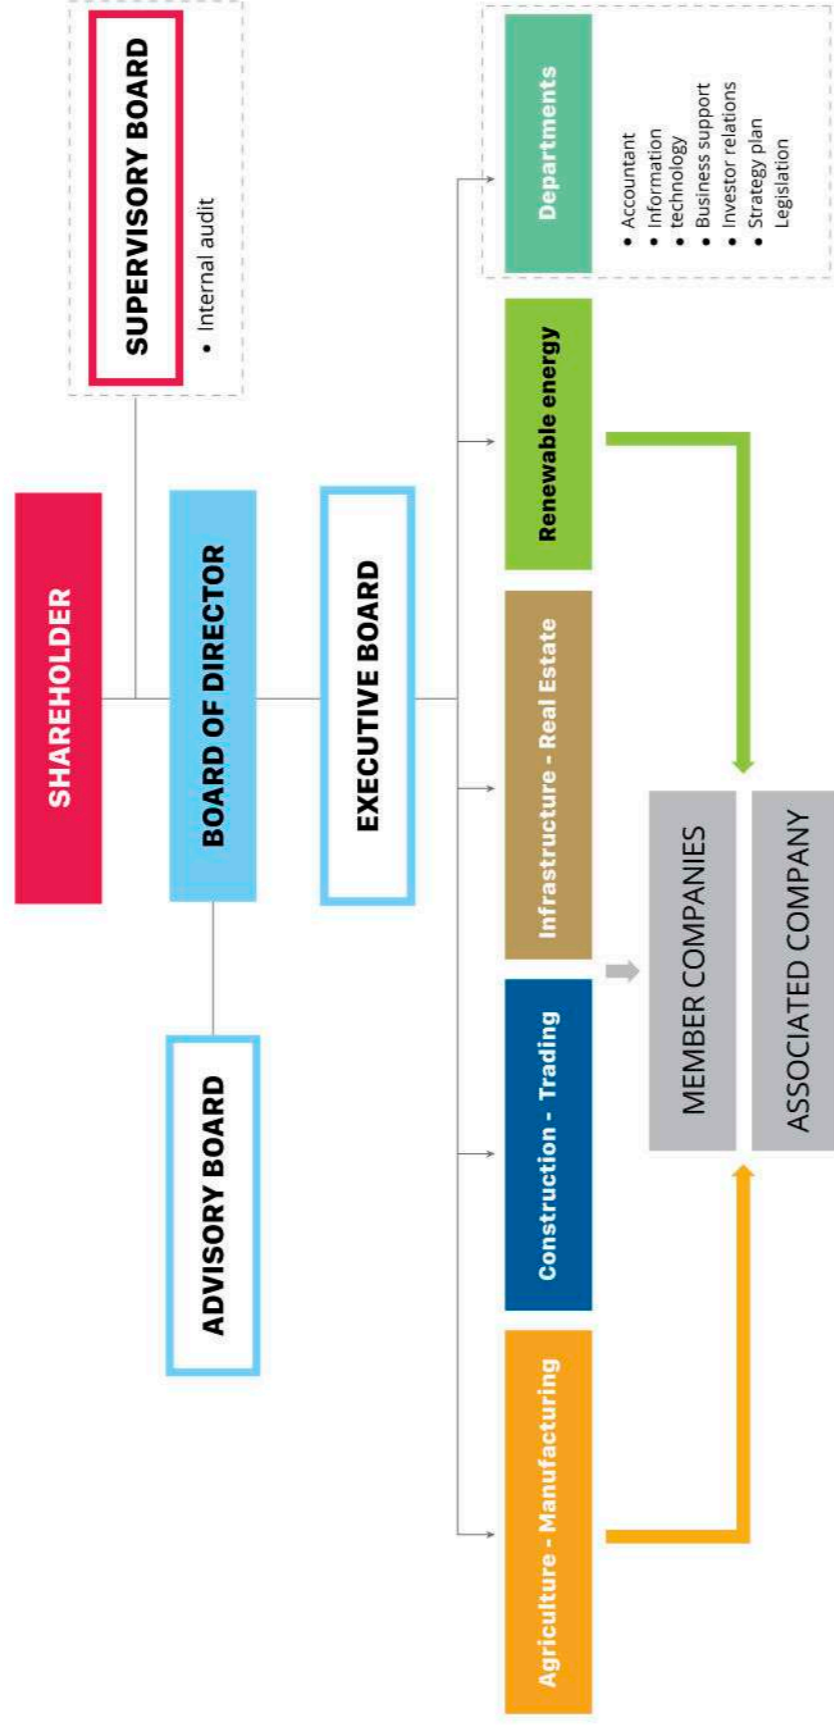 SHAREHOLDER
SUPERVISORY BOARD
• Internal audit
ADVISORY BOARD
BOARD OF DIRECTOR
EXECUTIVE BOARD
Agriculture - Manufacturing
Construction - Trading
Infrastructure - Real Estate
Renewable energy
Departments
• Accountant
• Information
• technology
• Business support
• Investor relations
• Strategy plan
Legislation
MEMBER COMPANIES
ASSOCIATED COMPANY